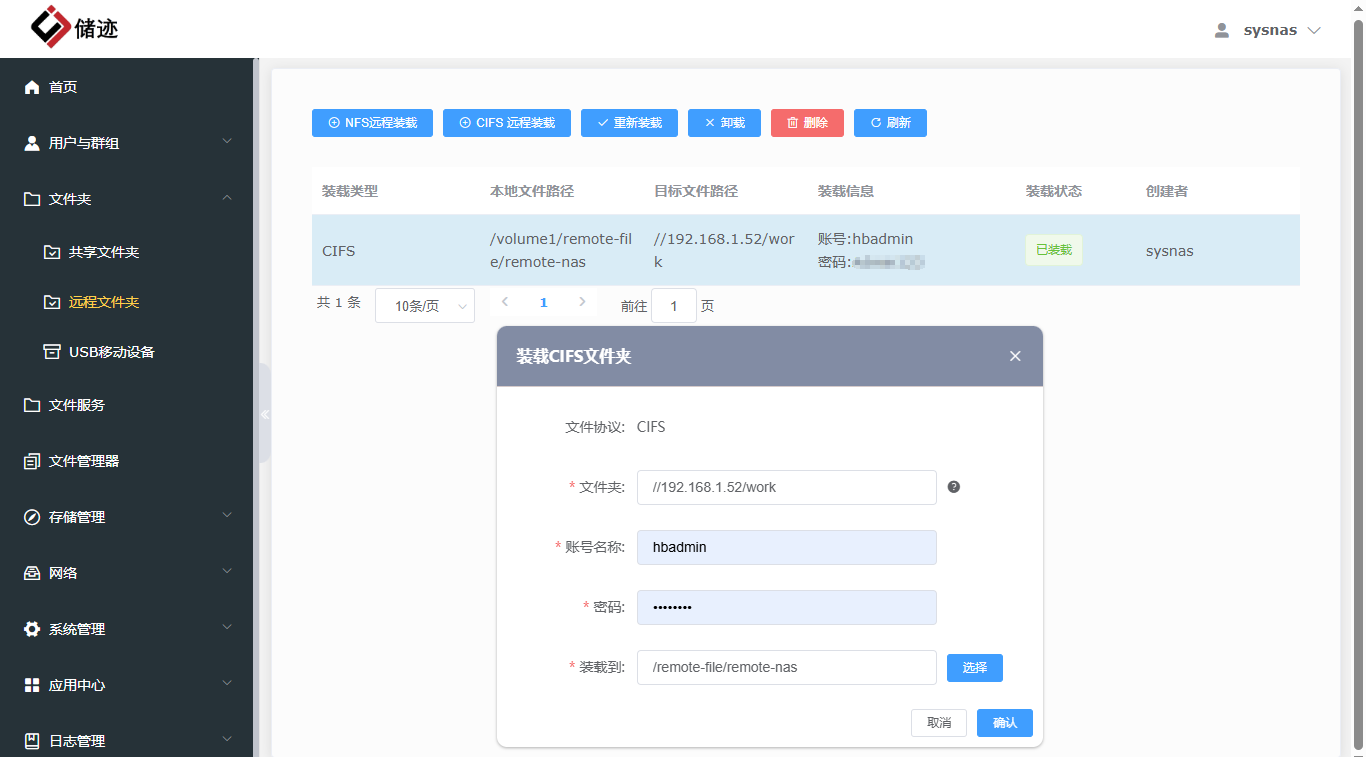 储迹
sysnas
首页
用户与群组
文件夹
共享文件夹
远程文件夹
USB移动设备
文件服务
文件管理器
存储管理
网络
系统管理
应用中心
日志管理
NFS远程装载 CIFS 远程装载 重新装载 卸载 删除 刷新
装载类型 本地文件路径 目标文件路径 装载信息 装载状态 创建者
CIFS /volume1/remote-fil //192.168.1.52/wor 账号:hbadmin 已装载 sysnas
e/remote-nas k 密码:
共 1 条 10条/页 1 前往 1 页
装载CIFS文件夹
文件协议: CIFS
* 文件夹: //192.168.1.52/work
* 账号名称: hbadmin
* 密码: ••••••••
* 装载到: /remote-file/remote-nas 选择
取消 确认